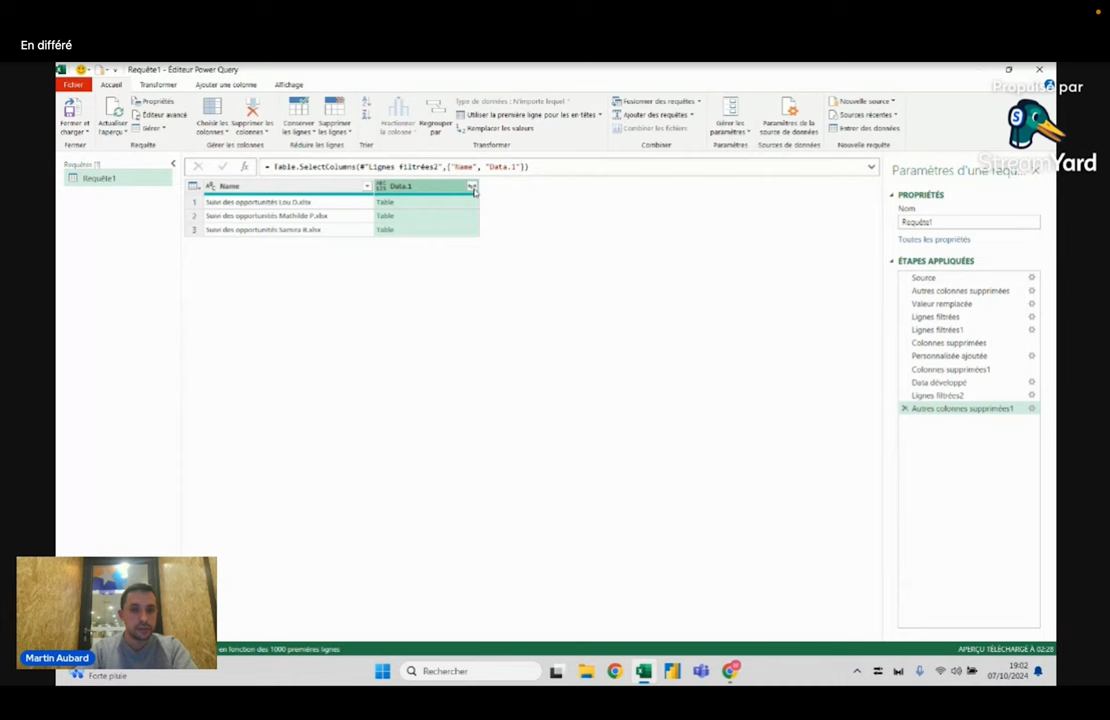 En différé
Requête1 - Éditeur Power Query
Fichier Accueil Transformer Ajouter une colonne Affichage
Propulsé par
StreamYard
Fermer et charger
Actualiser l'aperçu
Propriétés
Éditeur avancé
Gérer
Choisir les colonnes
Supprimer les colonnes
Conserver les lignes
Supprimer les lignes
Fractionner la colonne
Regrouper par
Type de données : N'importe lequel
Utiliser la première ligne pour les en-têtes
Remplacer les valeurs
Fusionner des requêtes
Ajouter des requêtes
Combiner les fichiers
Gérer les paramètres
Paramètres de la source de données
Nouvelle source
Sources récentes
Entrer des données
Fermer Requête Gérer les colonnes Réduire les lignes Trier Transformer Combiner Paramètres Sources de données Nouvelle requête
Requêtes [1]
Requête1
= Table.SelectColumns(#"Lignes filtrées2",{"Name", "Data.1"})
Name Data.1
1 Suivi des opportunités Lou D.xlsx Table
2 Suivi des opportunités Mathilde P.xlsx Table
3 Suivi des opportunités Samira R.xlsx Table
Paramètres d'une requ...
PROPRIÉTÉS
Nom
Requête1
Toutes les propriétés
ÉTAPES APPLIQUÉES
Source
Autres colonnes supprimées
Valeur remplacée
Lignes filtrées
Lignes filtrées1
Colonnes supprimées
Personnalisée ajoutée
Colonnes supprimées1
Data développé
Lignes filtrées2
Autres colonnes supprimées1
Martin Aubard
en fonction des 1000 premières lignes
APERÇU TÉLÉCHARGÉ À 02:28
Forte pluie
Rechercher
19:02
07/10/2024